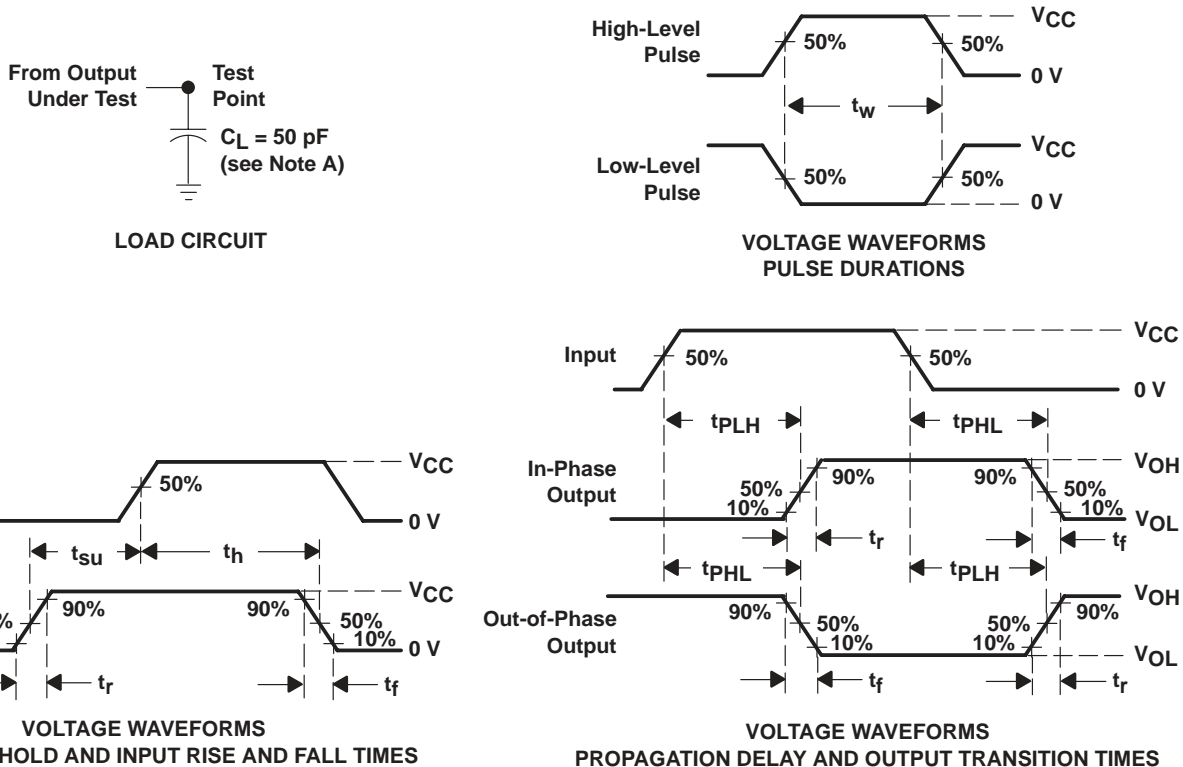 From Output
Under Test
Test
Point
CL = 50 pF
(see Note A)
LOAD CIRCUIT
High-Level
Pulse
50%
50%
VCC
0 V
tw
Low-Level
Pulse
50%
50%
VCC
0 V
VOLTAGE WAVEFORMS
PULSE DURATIONS
50%
VCC
0 V
tsu
th
%
90%
90%
50%
10%
VCC
0 V
tr
tf
VOLTAGE WAVEFORMS
HOLD AND INPUT RISE AND FALL TIMES
Input
50%
50%
VCC
0 V
tPLH
tPHL
In-Phase
Output
50%
10%
90%
90%
50%
10%
VOH
VOL
tr
tf
tPHL
tPLH
Out-of-Phase
Output
90%
50%
10%
50%
10%
90%
VOH
VOL
tf
tr
VOLTAGE WAVEFORMS
PROPAGATION DELAY AND OUTPUT TRANSITION TIMES